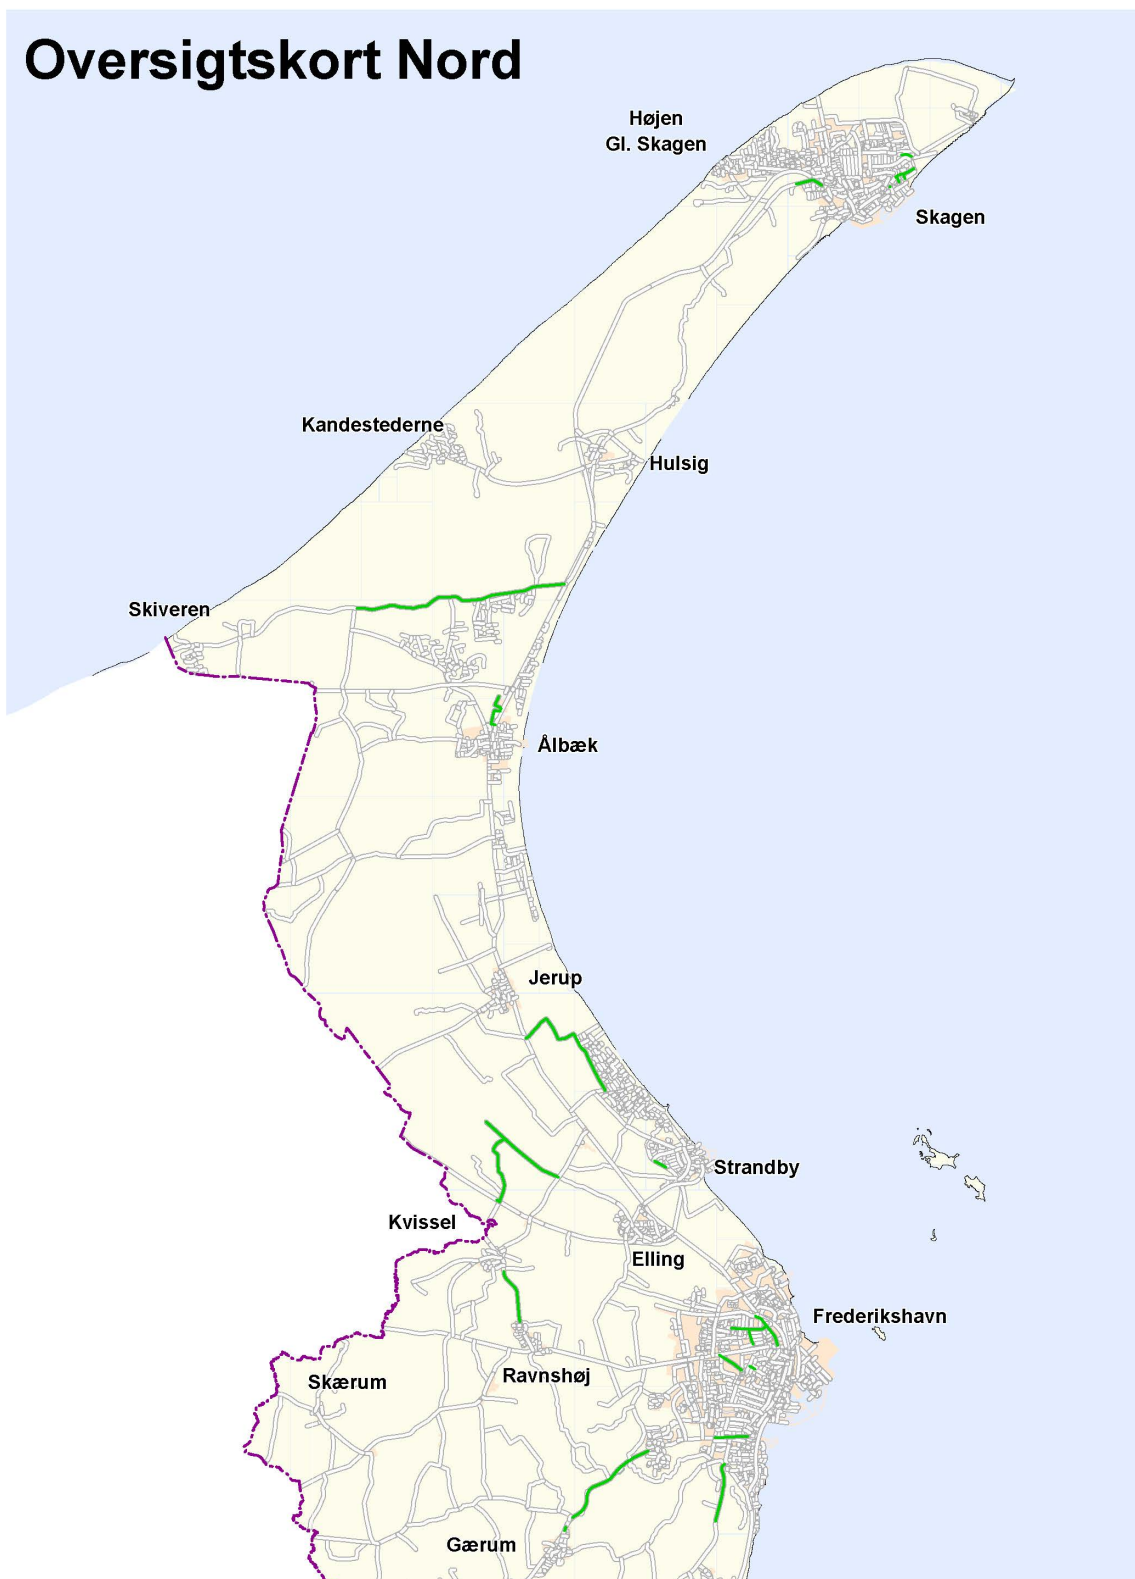 Oversigtskort Nord
Højen
Gl. Skagen
Skagen
Kandestederne
Hulsig
Skiveren
Ålbæk
Jerup
Strandby
Kvissel
Elling
Frederikshavn
Ravnshøj
Skærum
Gærum